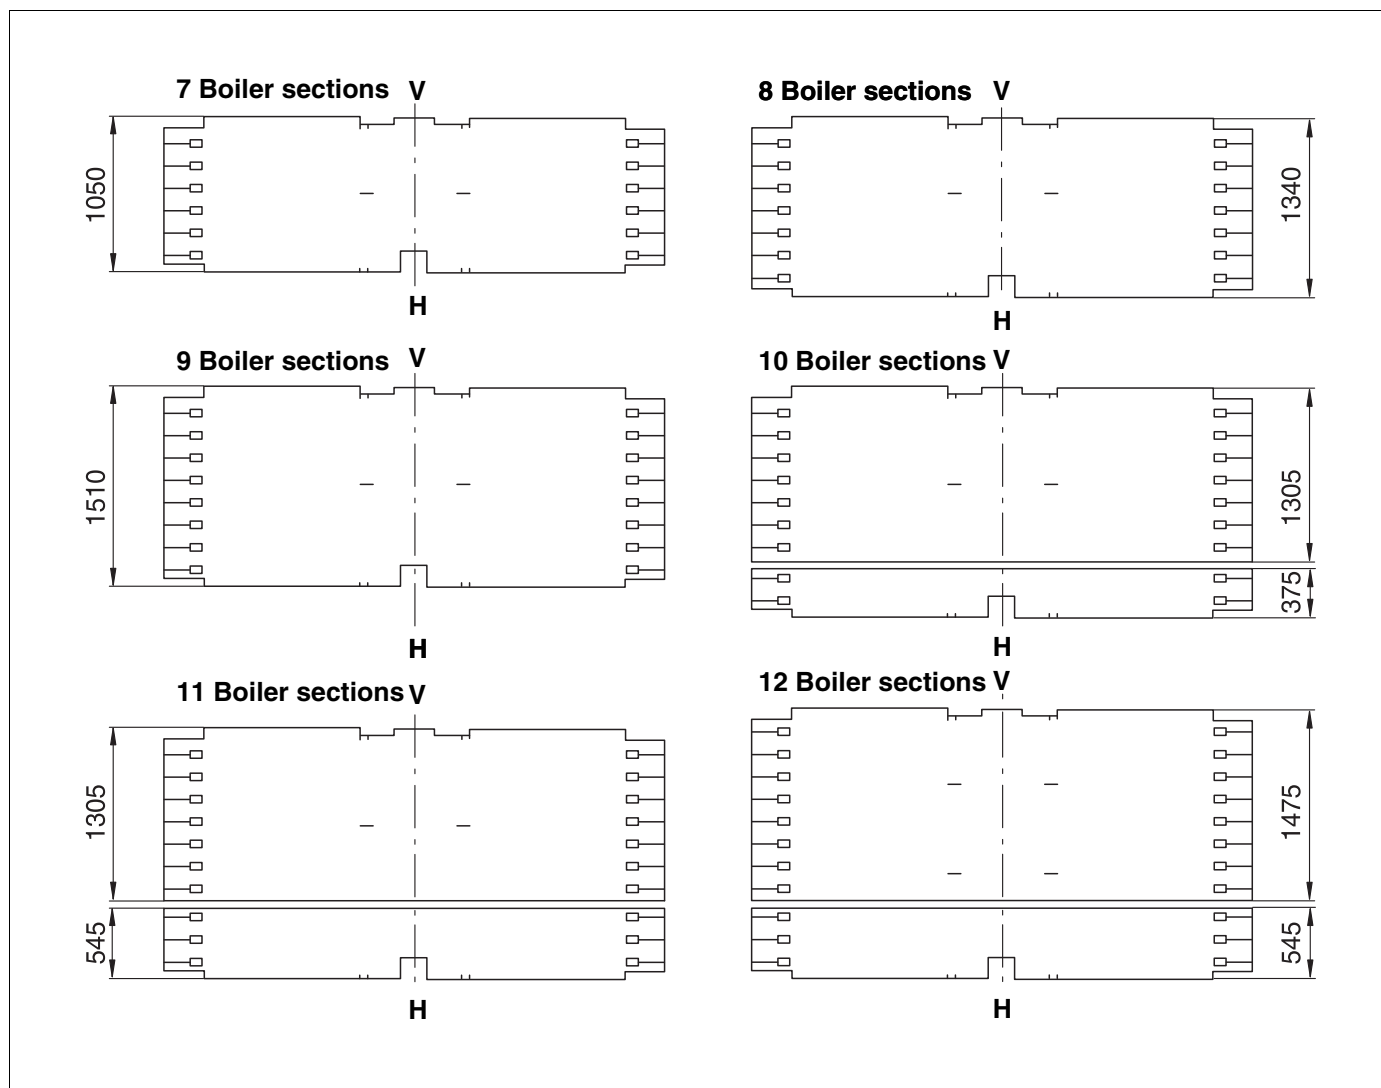 7 Boiler sections V
1050
H
8 Boiler sections V
1340
H
9 Boiler sections V
1510
H
10 Boiler sections V
1305
375
H
11 Boiler sections V
1305
545
H
12 Boiler sections V
1475
545
H